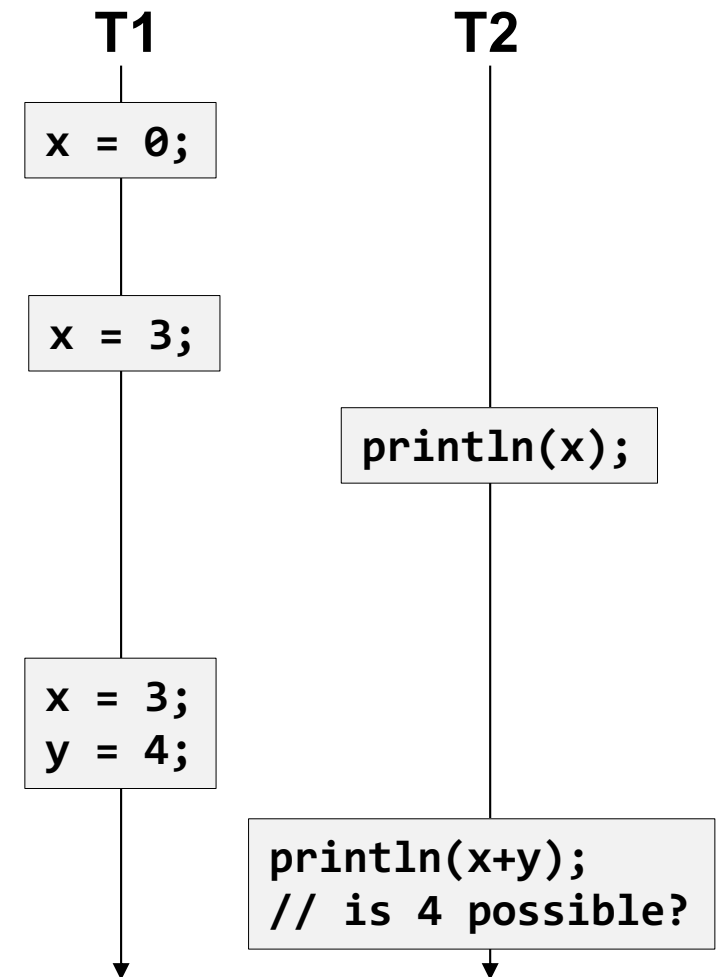 T1 T2
x = 0;
x = 3;
println(x);
x = 3;
y = 4;
println(x+y);
// is 4 possible?